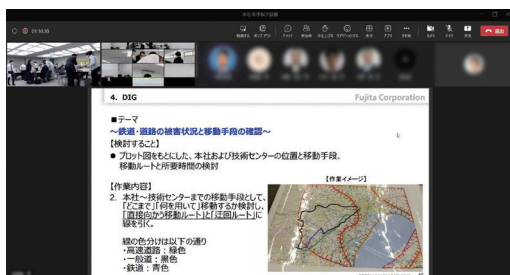 チャット
4. DIG
Fujita Corporation
■テーマ
～鉄道・道路の被害状況と移動手段の確認～
【検討すること】
● プロット図をもとにした、本社および技術センターの位置と移動手段、
移動ルートと所要時間の検討
【作業イメージ】
【作業内容】
2. 本社～技術センターまでの移動手段として、
「どこまで」「何を用いて」移動するか検討し、
「直接向かう移動ルート」と「迂回ルート」に
線を引く。
線の色分けは以下の通り
・高速道路：緑色
・一般道：黒色
・鉄道：青色